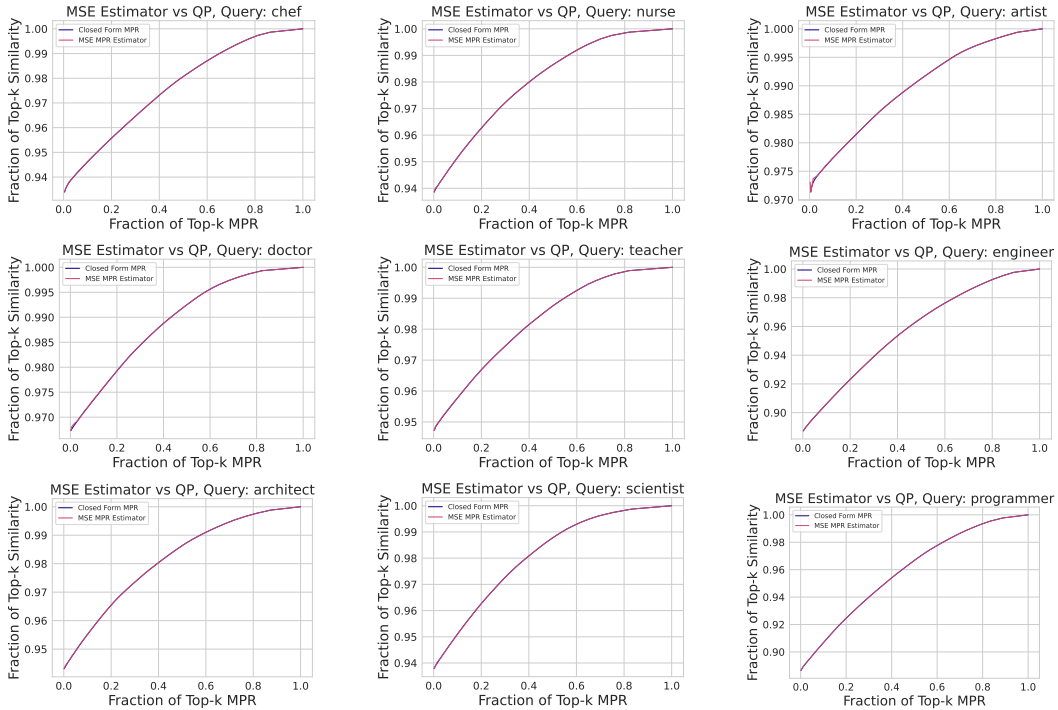 MSE Estimator vs QP, Query: chef
Fraction of Top-k Similarity
1.00
0.99
0.98
0.97
0.96
0.95
0.94
Closed Form MPR
MSE MPR Estimator
0.0 0.2 0.4 0.6 0.8 1.0
Fraction of Top-k MPR
MSE Estimator vs QP, Query: nurse
Fraction of Top-k Similarity
1.00
0.99
0.98
0.97
0.96
0.95
0.94
Closed Form MPR
MSE MPR Estimator
0.0 0.2 0.4 0.6 0.8 1.0
Fraction of Top-k MPR
MSE Estimator vs QP, Query: artist
Fraction of Top-k Similarity
1.000
0.995
0.990
0.985
0.980
0.975
0.970
Closed Form MPR
MSE MPR Estimator
0.0 0.2 0.4 0.6 0.8 1.0
Fraction of Top-k MPR
MSE Estimator vs QP, Query: doctor
Fraction of Top-k Similarity
1.000
0.995
0.990
0.985
0.980
0.975
0.970
Closed Form MPR
MSE MPR Estimator
0.0 0.2 0.4 0.6 0.8 1.0
Fraction of Top-k MPR
MSE Estimator vs QP, Query: teacher
Fraction of Top-k Similarity
1.00
0.99
0.98
0.97
0.96
0.95
Closed Form MPR
MSE MPR Estimator
0.0 0.2 0.4 0.6 0.8 1.0
Fraction of Top-k MPR
MSE Estimator vs QP, Query: engineer
Fraction of Top-k Similarity
1.00
0.98
0.96
0.94
0.92
0.90
Closed Form MPR
MSE MPR Estimator
0.0 0.2 0.4 0.6 0.8 1.0
Fraction of Top-k MPR
MSE Estimator vs QP, Query: architect
Fraction of Top-k Similarity
1.00
0.99
0.98
0.97
0.96
0.95
Closed Form MPR
MSE MPR Estimator
0.0 0.2 0.4 0.6 0.8 1.0
Fraction of Top-k MPR
MSE Estimator vs QP, Query: scientist
Fraction of Top-k Similarity
1.00
0.99
0.98
0.97
0.96
0.95
0.94
Closed Form MPR
MSE MPR Estimator
0.0 0.2 0.4 0.6 0.8 1.0
Fraction of Top-k MPR
MSE Estimator vs QP, Query: programmer
Fraction of Top-k Similarity
1.00
0.98
0.96
0.94
0.92
0.90
Closed Form MPR
MSE MPR Estimator
0.0 0.2 0.4 0.6 0.8 1.0
Fraction of Top-k MPR